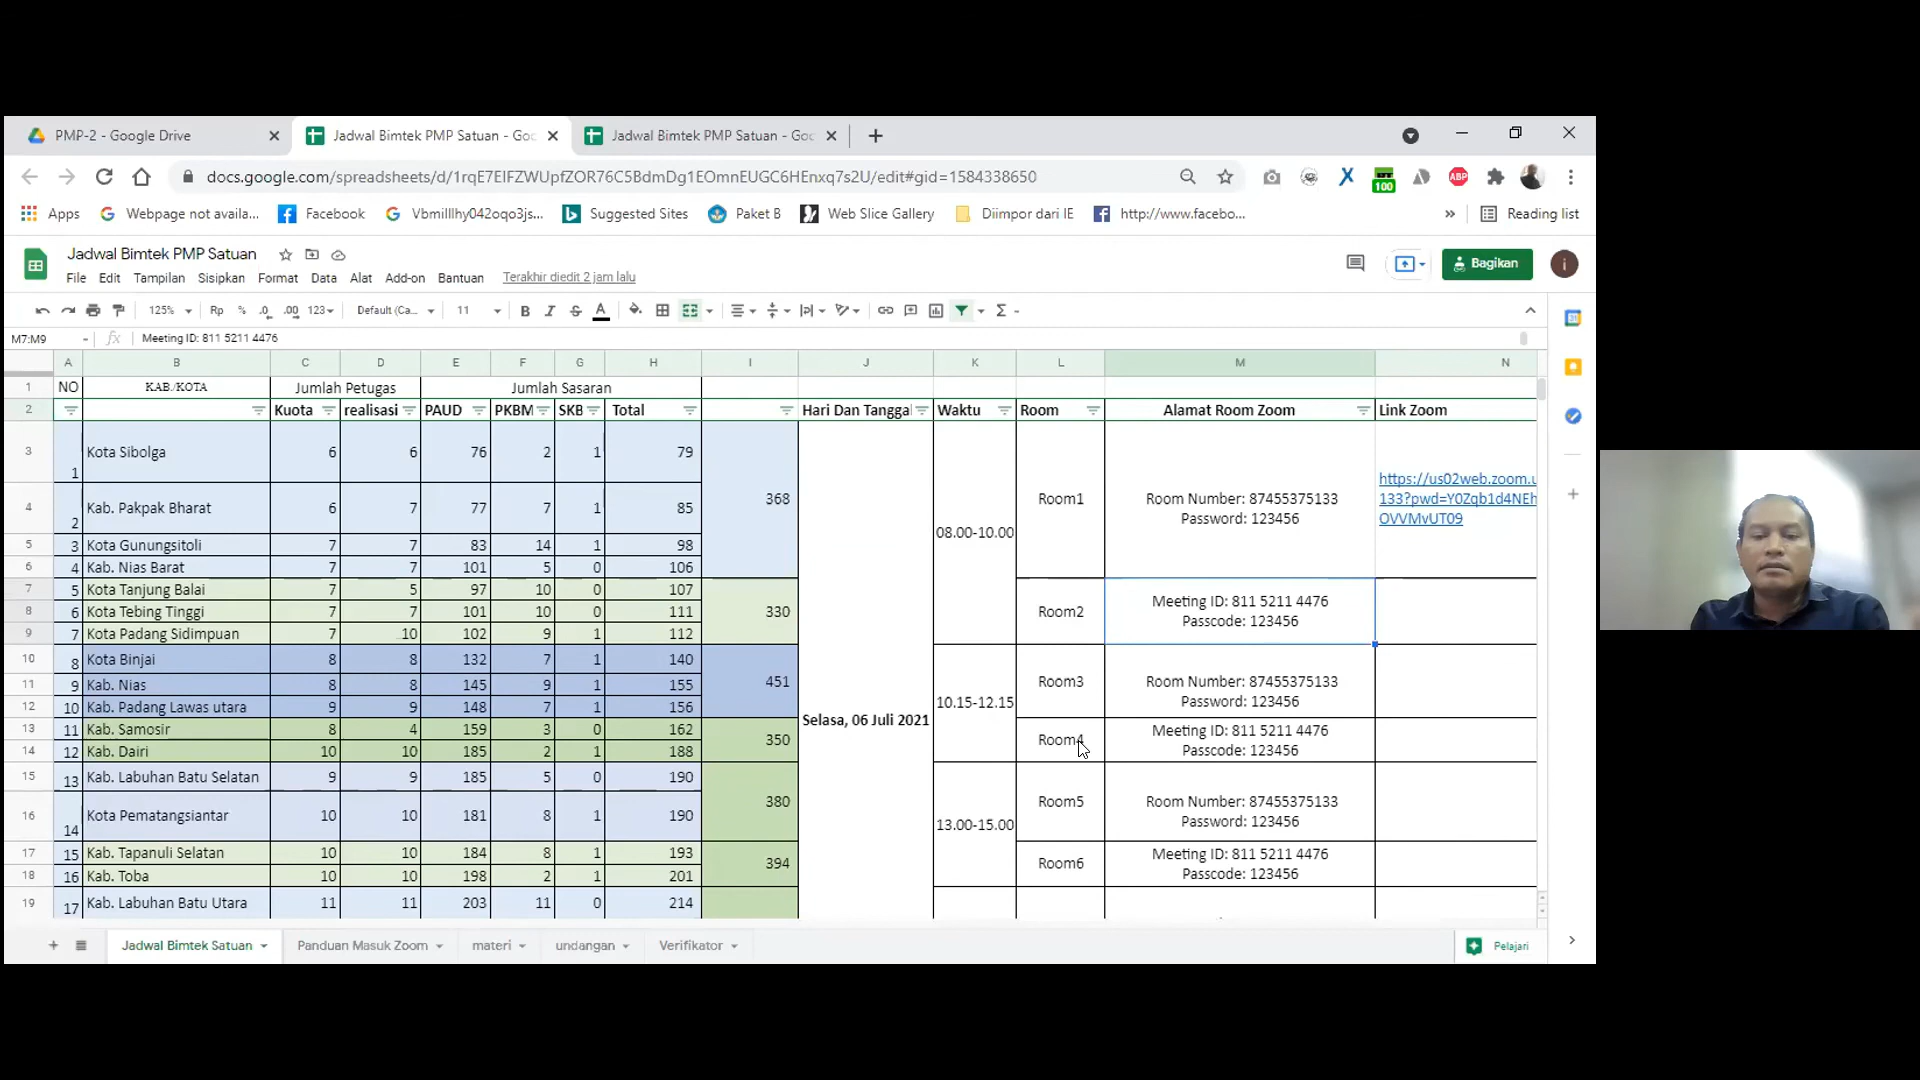 PMP-2 - Google Drive
Jadwal Bimtek PMP Satuan - Goo
Jadwal Bimtek PMP Satuan - Goo
docs.google.com/spreadsheets/d/1rqE7ElFZWUpfZOR76C5BdmDg1EOmnEUGC6HEnxq7s2U/edit#gid=1584338650
100
ABP
Apps
Webpage not availa...
Facebook
Vbmilllhy042oqo3js...
Suggested Sites
Paket B
Web Slice Gallery
Diimpor dari IE
http://www.facebo...
Reading list
Jadwal Bimtek PMP Satuan
File Edit Tampilan Sisipkan Format Data Alat Add-on Bantuan Terakhir diedit 2 jam lalu
Bagikan
i
125% Rp % .0 .00 123 Default (Ca... 11 B I S A
M7:M9 fx Meeting ID: 811 5211 4476
A B C D E F G H I J K L M N
1 NO KAB./KOTA Jumlah Petugas Jumlah Sasaran
2 Kuota realisasi PAUD PKBM SKB Total Hari Dan Tangga Waktu Room Alamat Room Zoom Link Zoom
3 1 Kota Sibolga 6 6 76 2 1 79
4 2 Kab. Pakpak Bharat 6 7 77 7 1 85
5 3 Kota Gunungsitoli 7 7 83 14 1 98
6 4 Kab. Nias Barat 7 7 101 5 0 106
7 5 Kota Tanjung Balai 7 5 97 10 0 107
8 6 Kota Tebing Tinggi 7 7 101 10 0 111
9 7 Kota Padang Sidimpuan 7 10 102 9 1 112
10 8 Kota Binjai 8 8 132 7 1 140
11 9 Kab. Nias 8 8 145 9 1 155
12 10 Kab. Padang Lawas utara 9 9 148 7 1 156
13 11 Kab. Samosir 8 4 159 3 0 162
14 12 Kab. Dairi 10 10 185 2 1 188
15 13 Kab. Labuhan Batu Selatan 9 9 185 5 0 190
16 14 Kota Pematangsiantar 10 10 181 8 1 190
17 15 Kab. Tapanuli Selatan 10 10 184 8 1 193
18 16 Kab. Toba 10 10 198 2 1 201
19 17 Kab. Labuhan Batu Utara 11 11 203 11 0 214
368
330
451
350
380
394
Selasa, 06 Juli 2021
08.00-10.00
10.15-12.15
13.00-15.00
Room1
Room Number: 87455375133
Password: 123456
https://us02web.zoom.u
133?pwd=Y0Zqb1d4NEh
OVVMvUT09
Room2
Meeting ID: 811 5211 4476
Passcode: 123456
Room3
Room Number: 87455375133
Password: 123456
Room4
Meeting ID: 811 5211 4476
Passcode: 123456
Room5
Room Number: 87455375133
Password: 123456
Room6
Meeting ID: 811 5211 4476
Passcode: 123456
Jadwal Bimtek Satuan
Panduan Masuk Zoom
materi
undangan
Verifikator
Pelajari